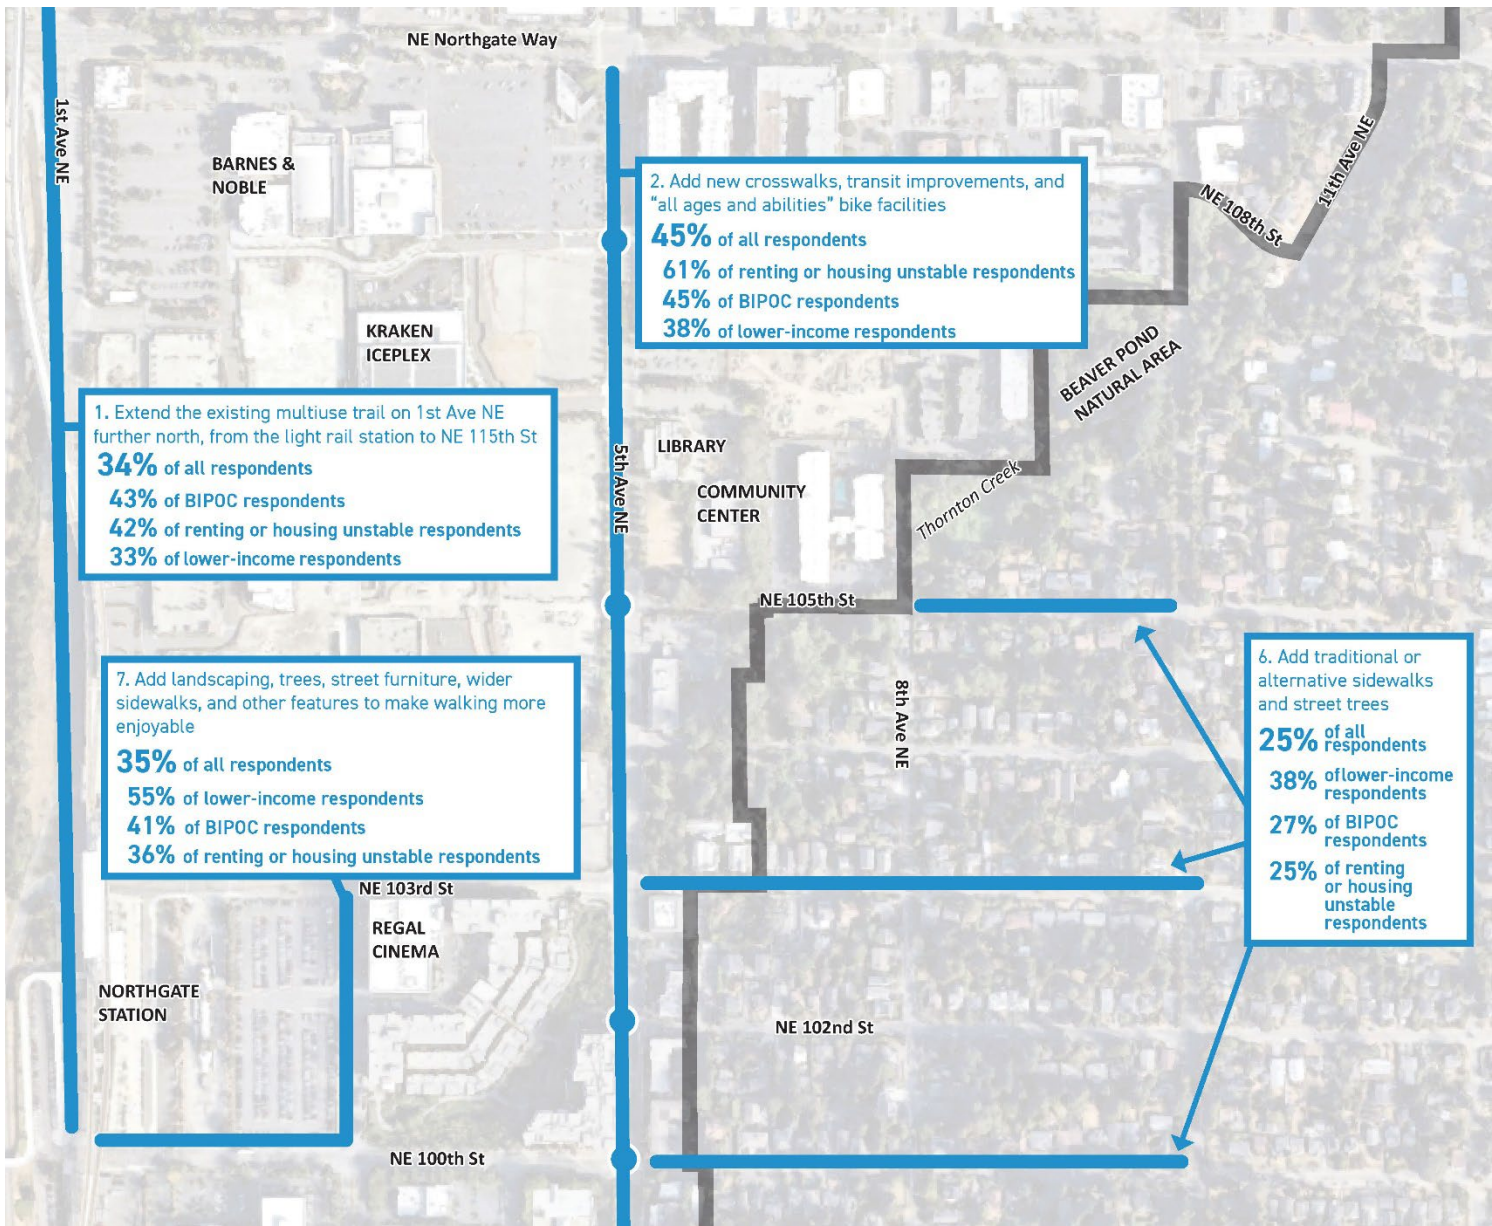 NE Northgate Way
1st Ave NE
BARNES &
NOBLE
11th Ave NE
NE 108th St
2. Add new crosswalks, transit improvements, and
“all ages and abilities” bike facilities
45% of all respondents
61% of renting or housing unstable respondents
45% of BIPOC respondents
38% of lower-income respondents
KRAKEN
ICEPLEX
BEAVER POND
NATURAL AREA
1. Extend the existing multiuse trail on 1st Ave NE
further north, from the light rail station to NE 115th St
34% of all respondents
43% of BIPOC respondents
42% of renting or housing unstable respondents
33% of lower-income respondents
5th Ave NE
LIBRARY
COMMUNITY
CENTER
Thornton Creek
NE 105th St
7. Add landscaping, trees, street furniture, wider
sidewalks, and other features to make walking more
enjoyable
35% of all respondents
55% of lower-income respondents
41% of BIPOC respondents
36% of renting or housing unstable respondents
8th Ave NE
6. Add traditional or
alternative sidewalks
and street trees
25% of all
respondents
38% of lower-income
respondents
27% of BIPOC
respondents
25% of renting
or housing
unstable
respondents
NE 103rd St
REGAL
CINEMA
NORTHGATE
STATION
NE 102nd St
NE 100th St